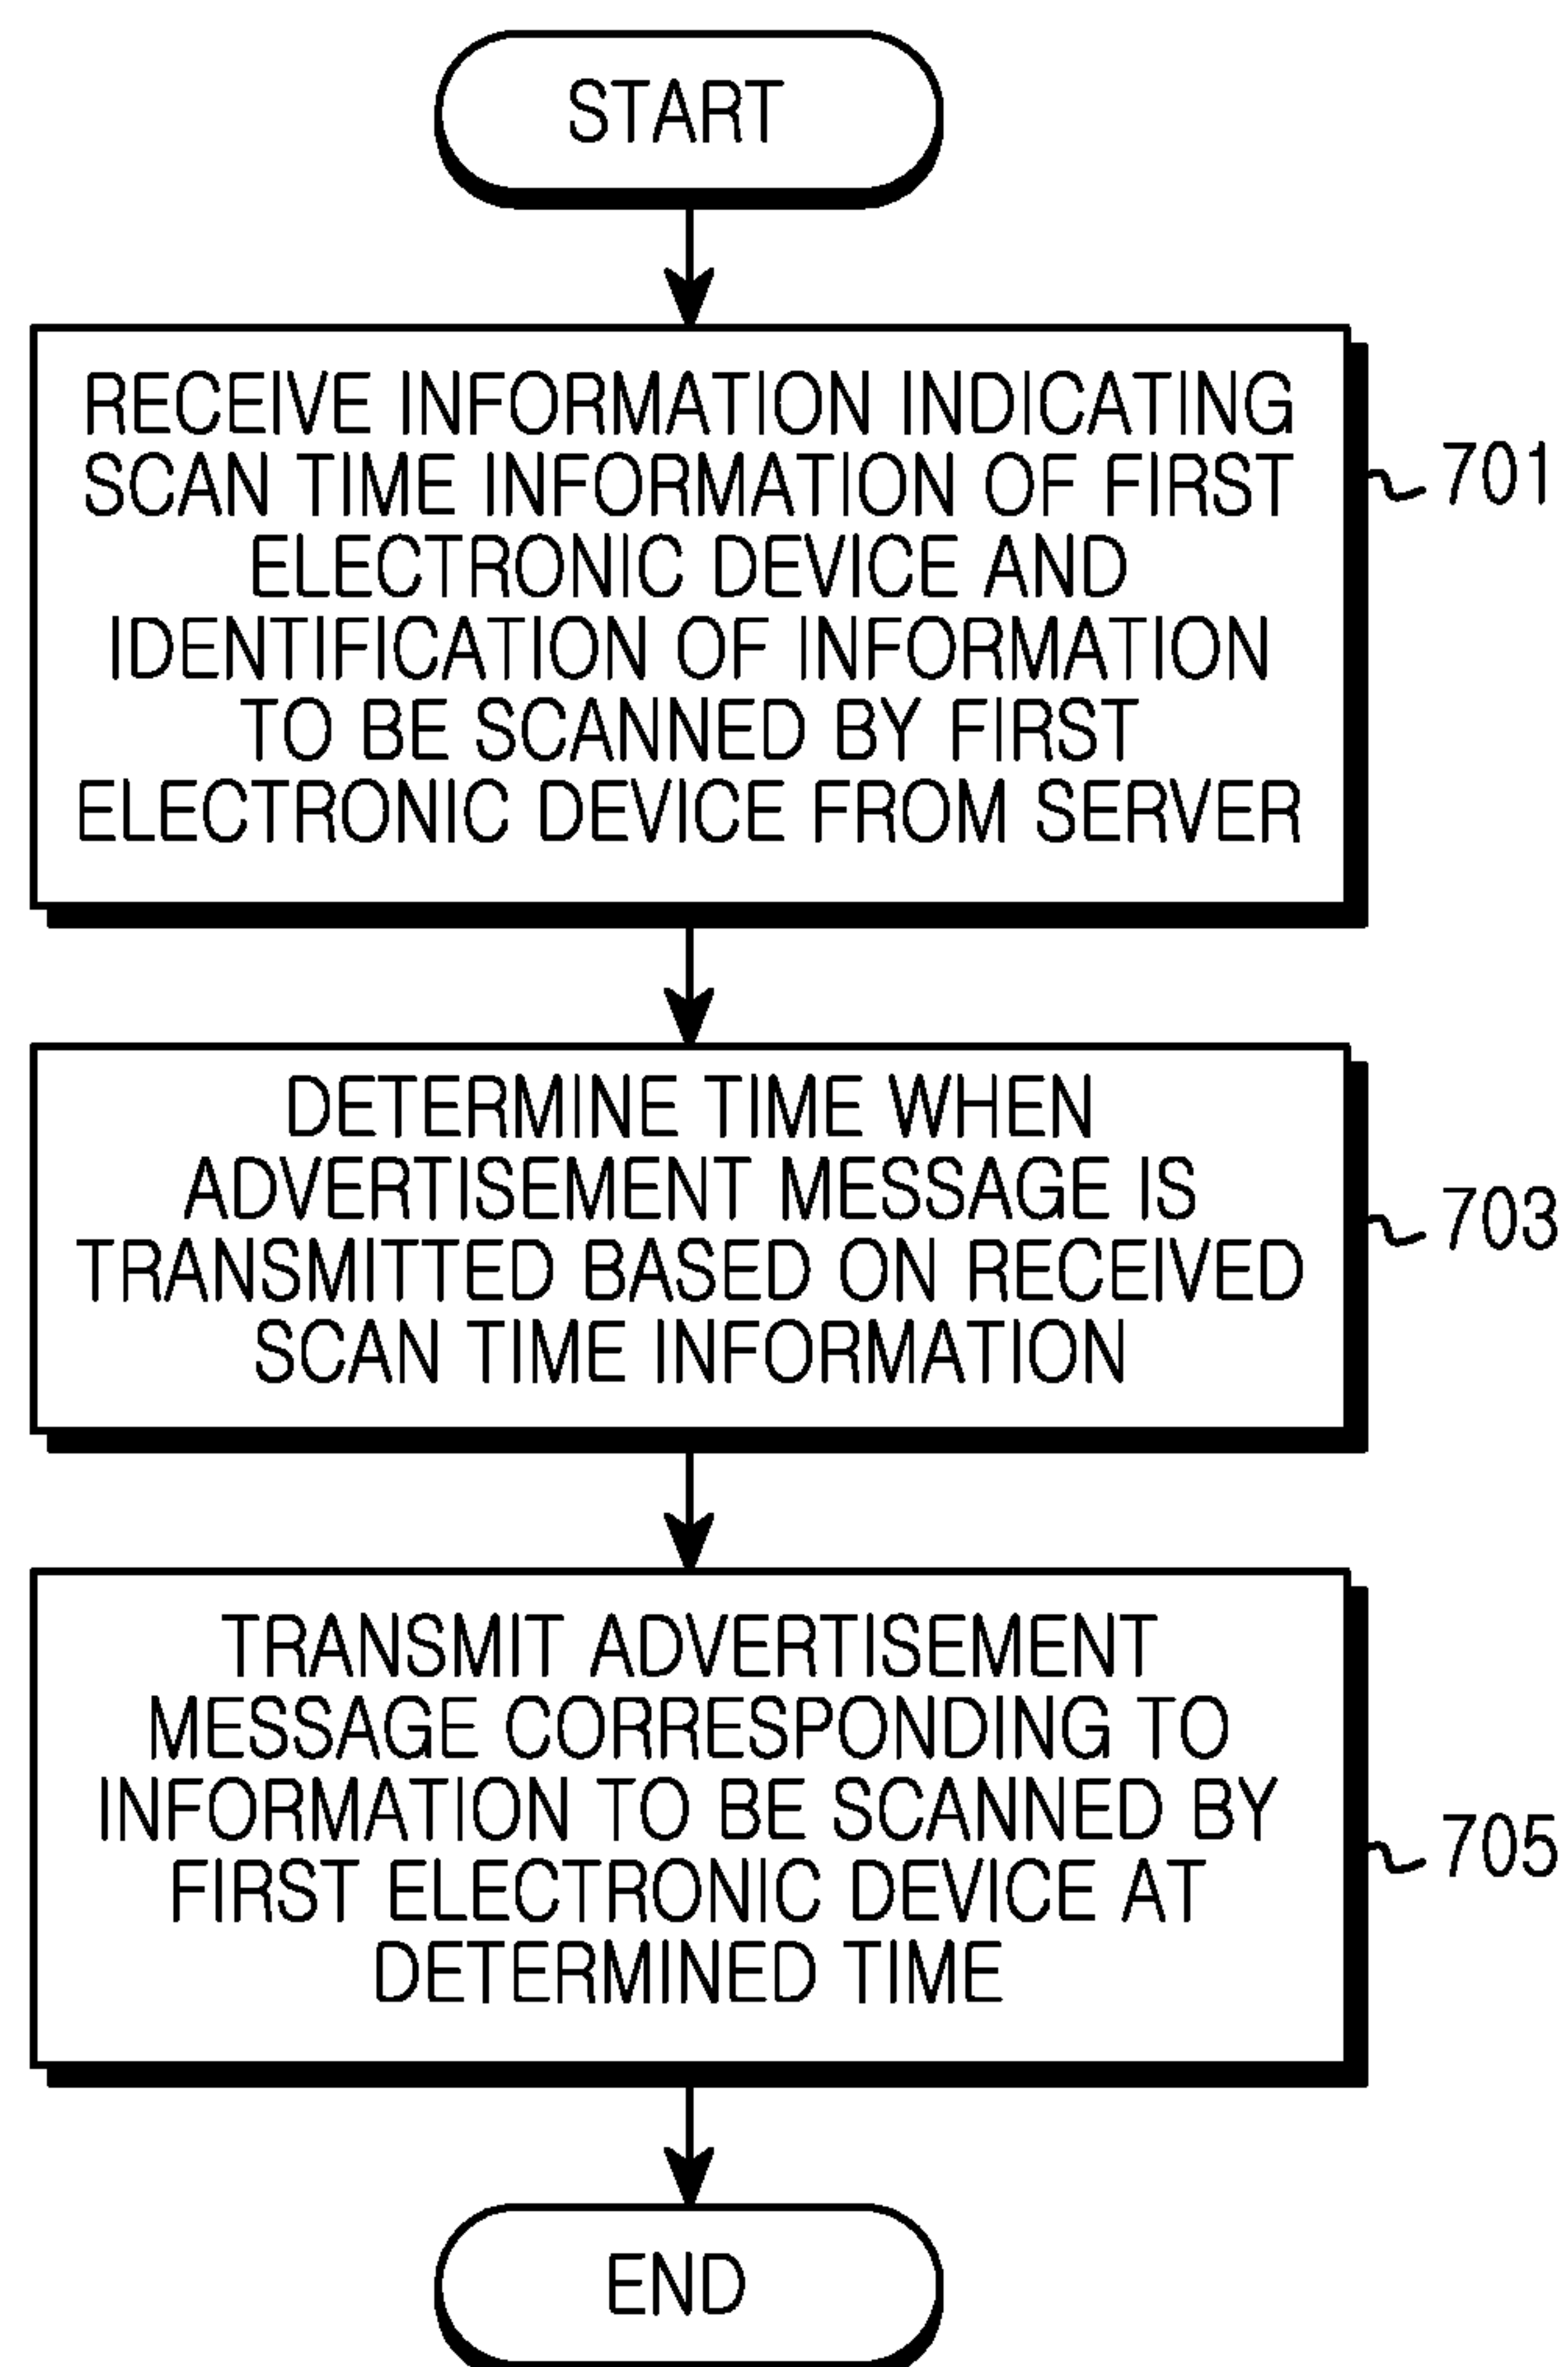 START
RECEIVE INFORMATION INDICATING
SCAN TIME INFORMATION OF FIRST
ELECTRONIC DEVICE AND
IDENTIFICATION OF INFORMATION
TO BE SCANNED BY FIRST
ELECTRONIC DEVICE FROM SERVER
701
DETERMINE TIME WHEN
ADVERTISEMENT MESSAGE IS
TRANSMITTED BASED ON RECEIVED
SCAN TIME INFORMATION
703
TRANSMIT ADVERTISEMENT
MESSAGE CORRESPONDING TO
INFORMATION TO BE SCANNED BY
FIRST ELECTRONIC DEVICE AT
DETERMINED TIME
705
END